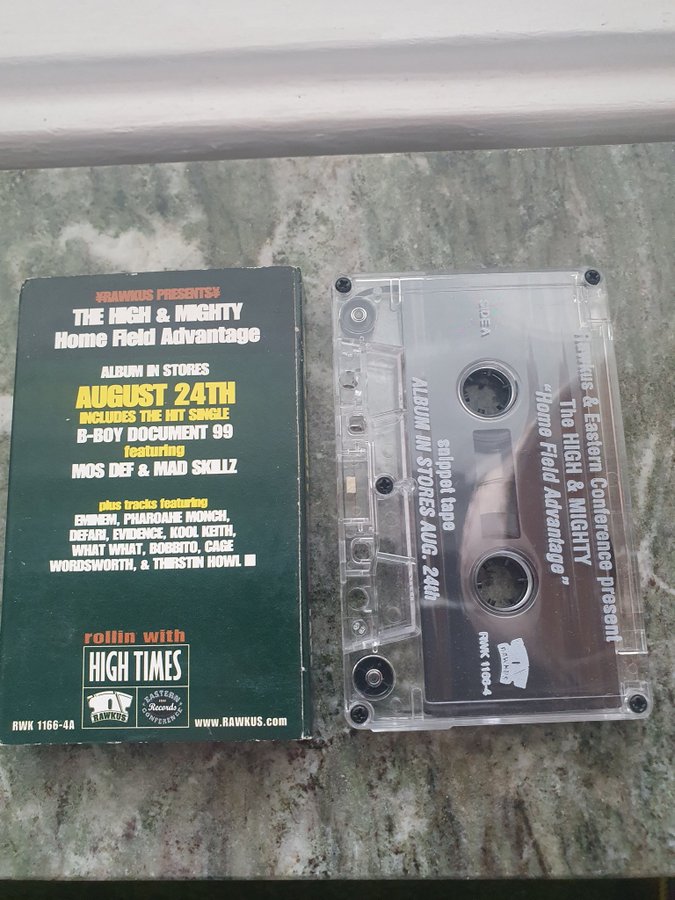 ¥RAWKUS PRESENTS¥
THE HIGH & MIGHTY
Home Field Advantage
ALBUM IN STORES
AUGUST 24TH
INCLUDES THE HIT SINGLE
B-BOY DOCUMENT 99
featuring
MOS DEF & MAD SKILLZ
plus tracks featuring
EMINEM, PHAROAHE MONCH,
DEFARI, EVIDENCE, KOOL KEITH,
WHAT WHAT, BOBBITO, CAGE
WORDSWORTH, & THIRSTIN HOWL
rollin with
HIGH TIMES
RAWKUS
EASTERN
Records
CONFERENCE
RWK 1166-4A
www.RAWKUS.com
Rawkus & Eastern Conference present
The HIGH & MIGHTY
"Home Field Advantage"
SIDE A
snippet tape
ALBUM IN STORES AUG. 24th
RAWKUS
RWK 1166-4